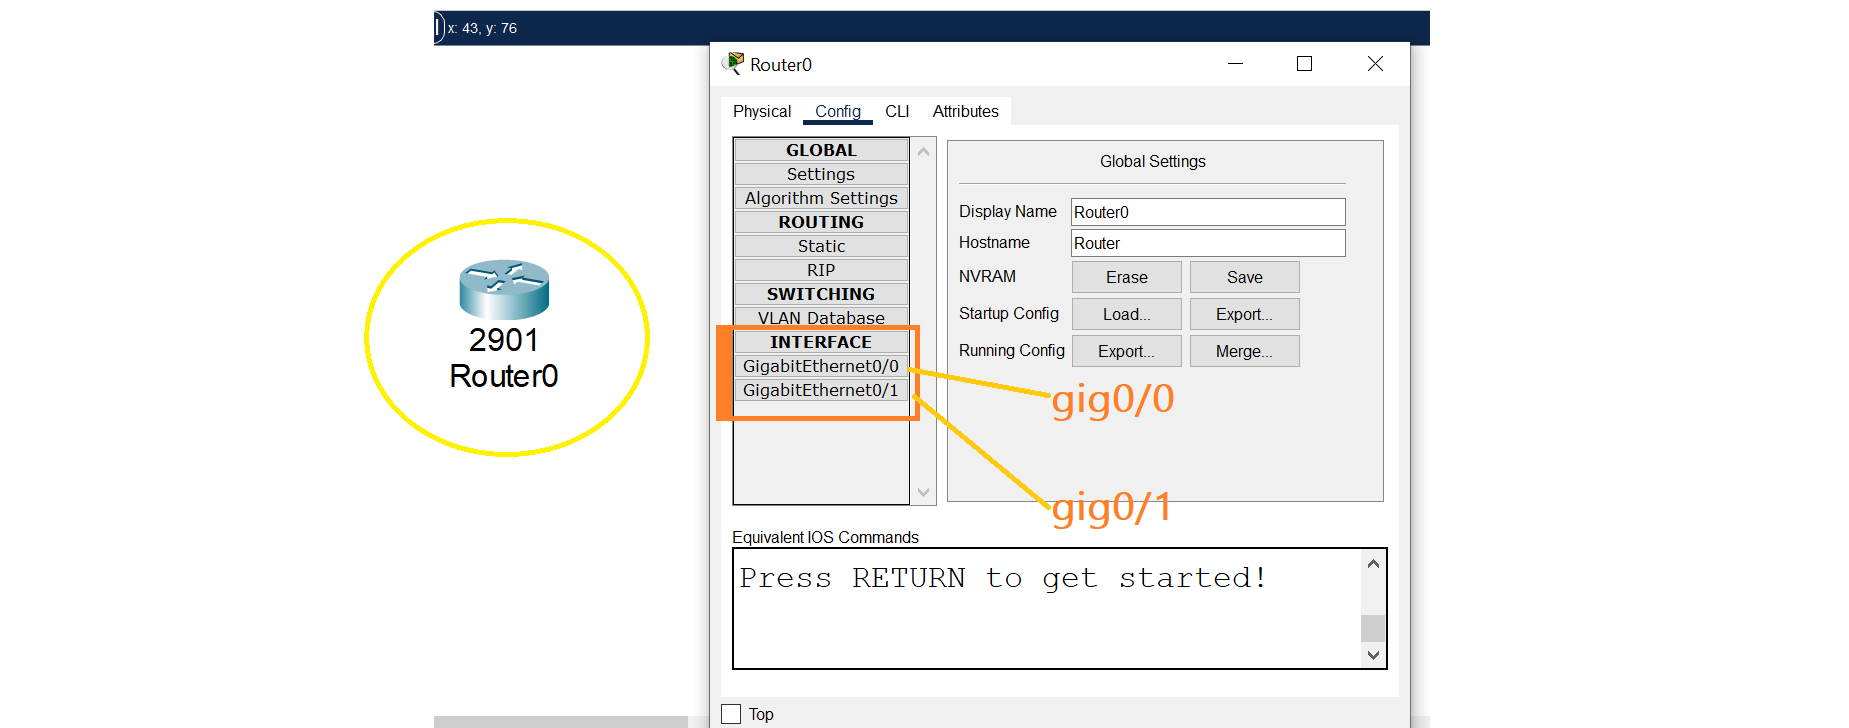 x: 43, y: 76
Router0
Physical Config CLI Attributes
GLOBAL
Settings
Algorithm Settings
ROUTING
Static
RIP
SWITCHING
VLAN Database
INTERFACE
GigabitEthernet0/0
GigabitEthernet0/1
Global Settings
Display Name Router0
Hostname Router
NVRAM Erase Save
Startup Config Load... Export...
Running Config Export... Merge...
gig0/0
gig0/1
2901
Router0
Equivalent IOS Commands
Press RETURN to get started!
Top